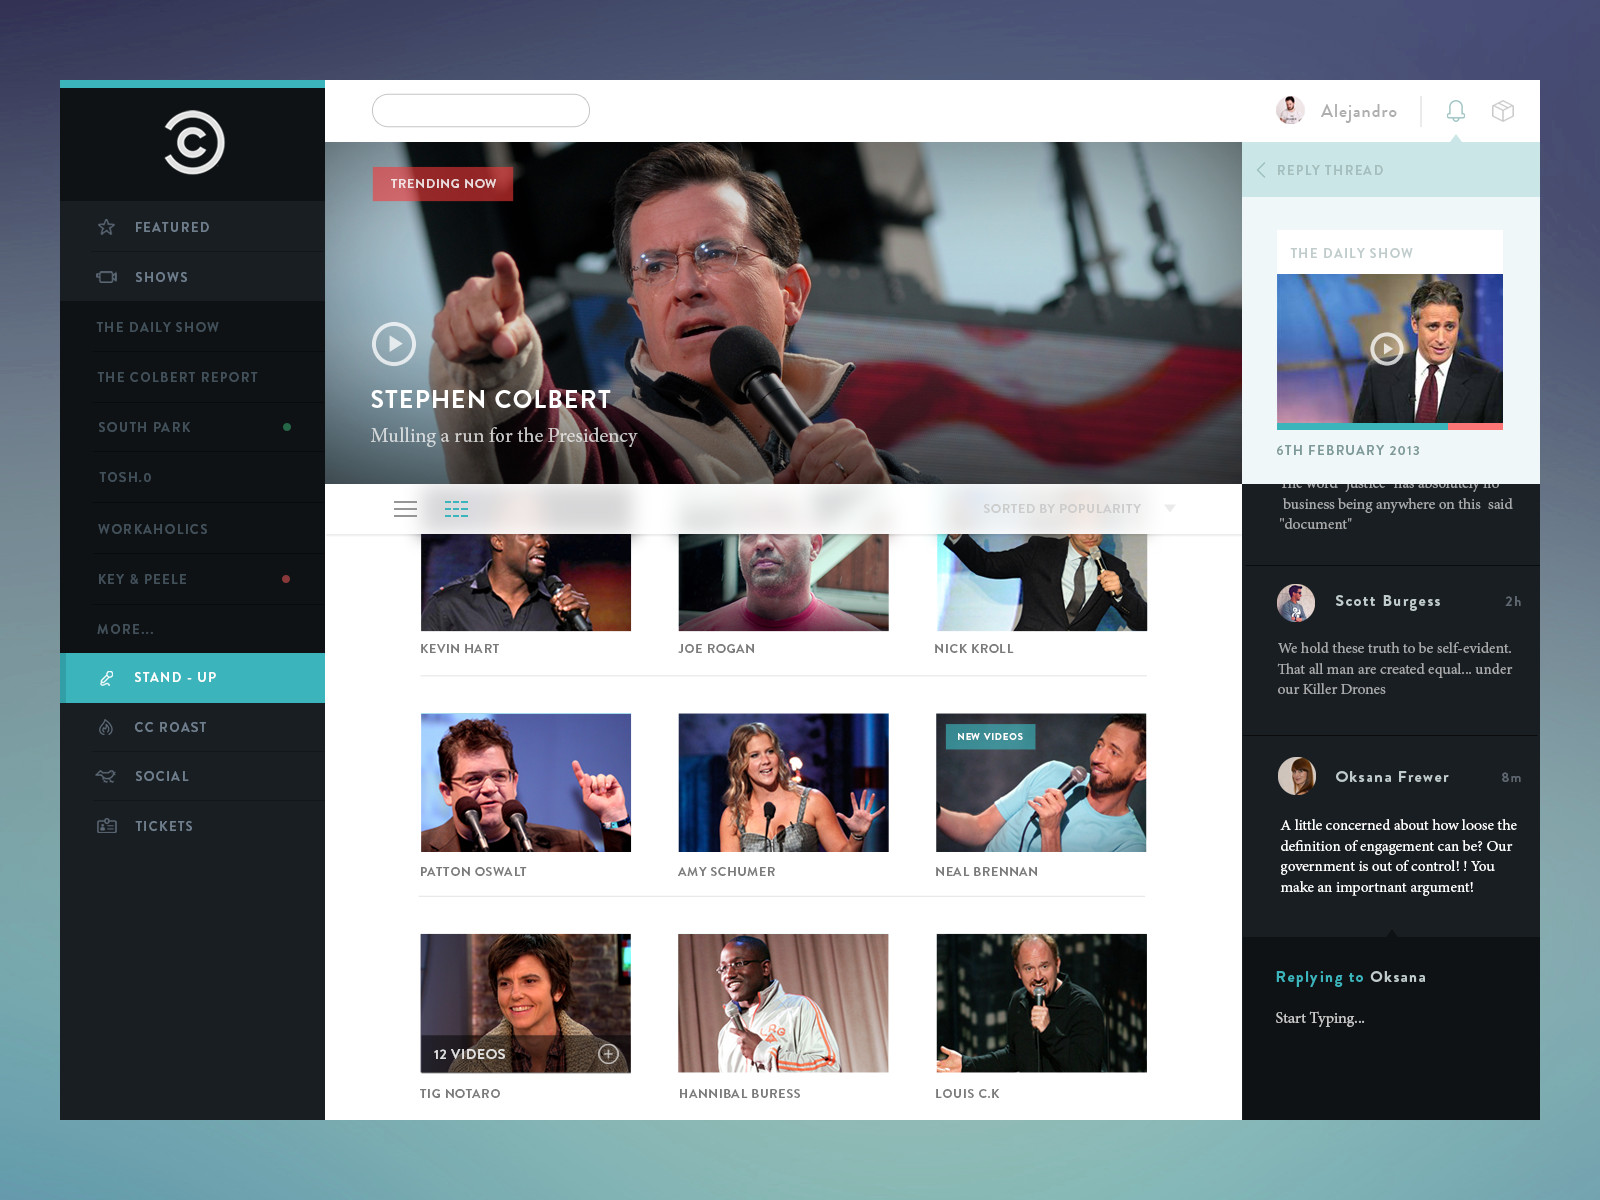 Alejandro
FEATURED
SHOWS
THE DAILY SHOW
THE COLBERT REPORT
SOUTH PARK
TOSH.0
WORKAHOLICS
KEY & PEELE
MORE...
STAND - UP
CC ROAST
SOCIAL
TICKETS
TRENDING NOW
STEPHEN COLBERT
Mulling a run for the Presidency
SORTED BY POPULARITY
KEVIN HART
JOE ROGAN
NICK KROLL
NEW VIDEOS
PATTON OSWALT
AMY SCHUMER
NEAL BRENNAN
12 VIDEOS
TIG NOTARO
HANNIBAL BURESS
LOUIS C.K
REPLY THREAD
THE DAILY SHOW
6TH FEBRUARY 2013
The word "justice" has absolutely no
business being anywhere on this said
"document"
Scott Burgess 2h
We hold these truth to be self-evident.
That all man are created equal... under
our Killer Drones
Oksana Frewer 8m
A little concerned about how loose the
definition of engagement can be? Our
government is out of control! ! You
make an importnant argument!
Replying to Oksana
Start Typing...